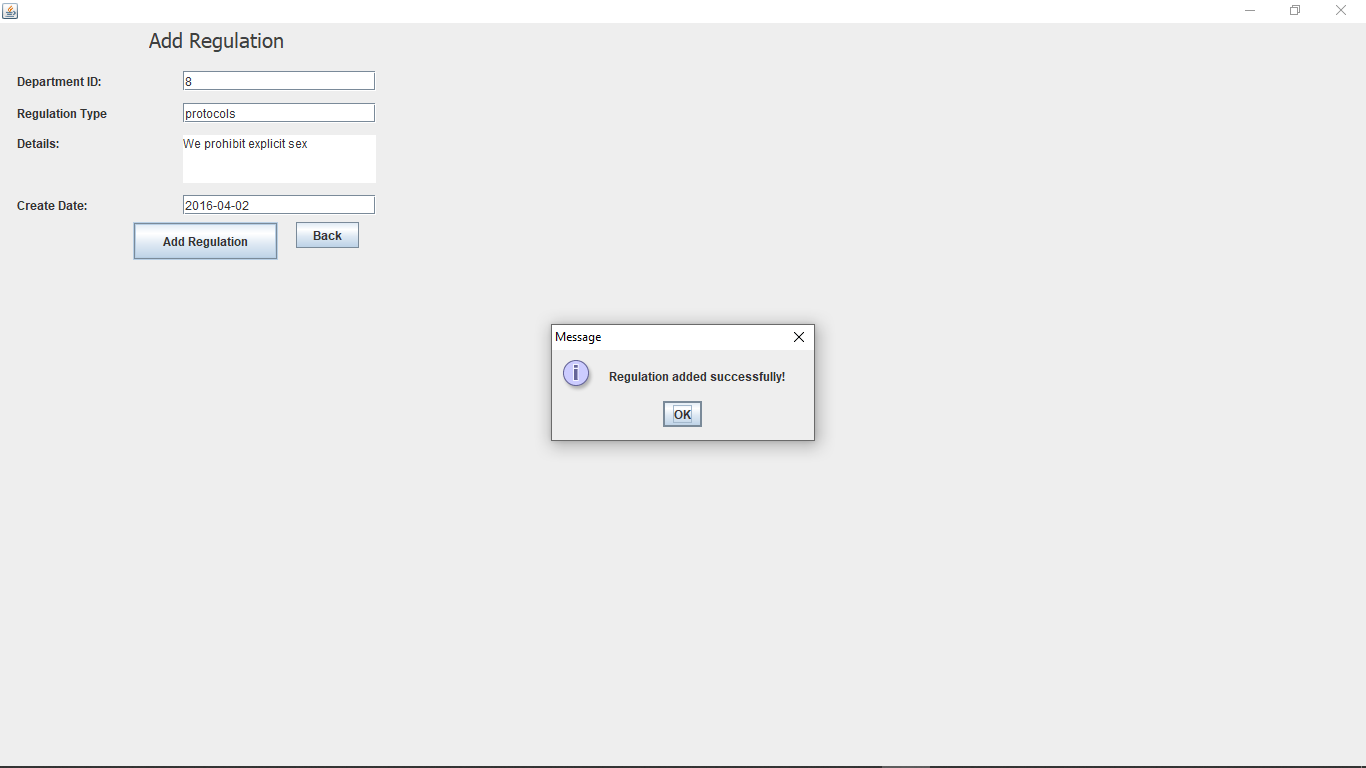 Add Regulation
Department ID: 8
Regulation Type protocols
Details: We prohibit explicit sex
Create Date: 2016-04-02
Add Regulation Back
Message
Regulation added successfully!
OK